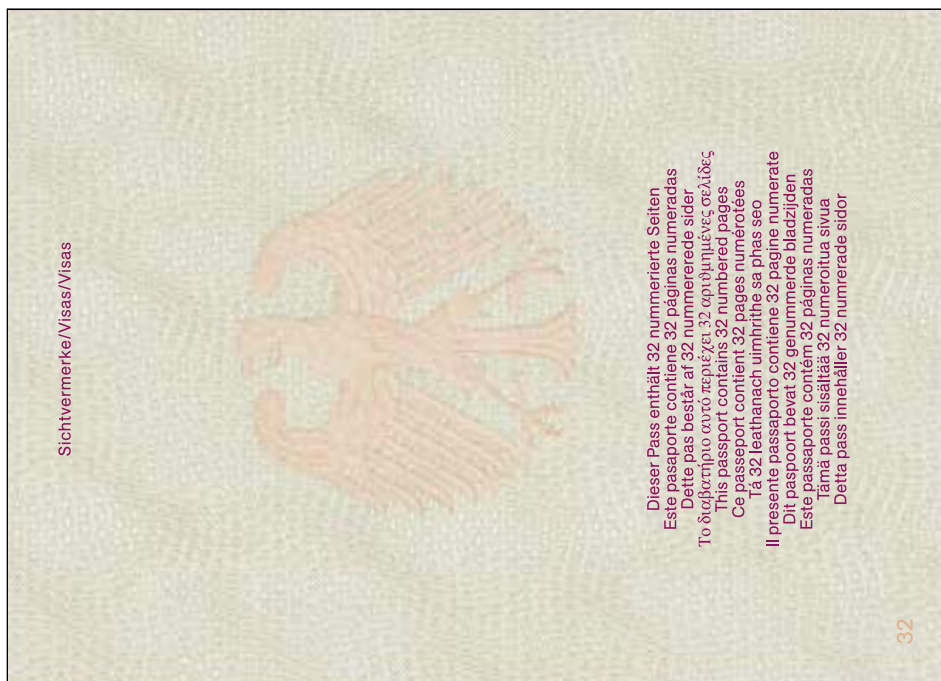 Sichtvermerke/Visas/Visas
Dieser Pass enthält 32 nummerierte Seiten
Este pasaporte contiene 32 páginas numeradas
Dette pas består af 32 nummererede sider
Το διαβατήριο αυτό περιέχει 32 αριθμημένες σελίδες
This passport contains 32 numbered pages
Ce passeport contient 32 pages numérotées
Tá 32 leathanach uimhrithe sa phas seo
Il presente passaporto contiene 32 pagine numerate
Dit paspoort bevat 32 genummerde bladzijden
Este passaporte contém 32 páginas numeradas
Tämä passi sisältää 32 numeroitua sivua
Detta pass innehåller 32 numrerade sidor
32